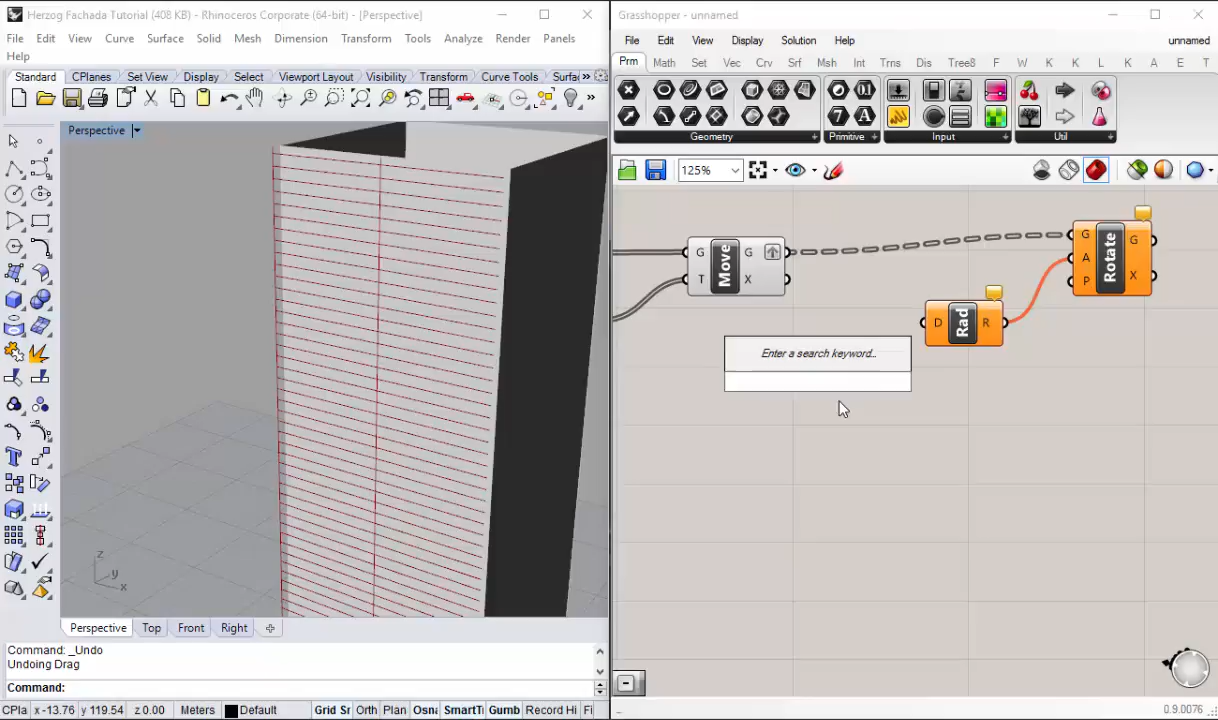 Herzog Fachada Tutorial (408 KB) - Rhinoceros Corporate (64-bit) - [Perspective]
File Edit View Curve Surface Solid Mesh Dimension Transform Tools Analyze Render Panels
Help
Standard CPlanes Set View Display Select Viewport Layout Visibility Transform Curve Tools Surfa »
Perspective
z
y
x
Perspective Top Front Right
Command: _Undo
Undoing Drag
Command:
CPla x -13.76 y 119.54 z 0.00 Meters Default Grid Sr Orth Plan Osna SmartTi Gumb Record Hi Fi
Grasshopper - unnamed
File Edit View Display Solution Help unnamed
Prm Math Set Vec Crv Srf Msh Int Trns Dis Tree8 F W K K L A E T
Geometry + Primitive + Input + Util +
125%
G Move G
T X
G Rotate G
A X
P
D Rad R
Enter a search keyword...
0.9.0076